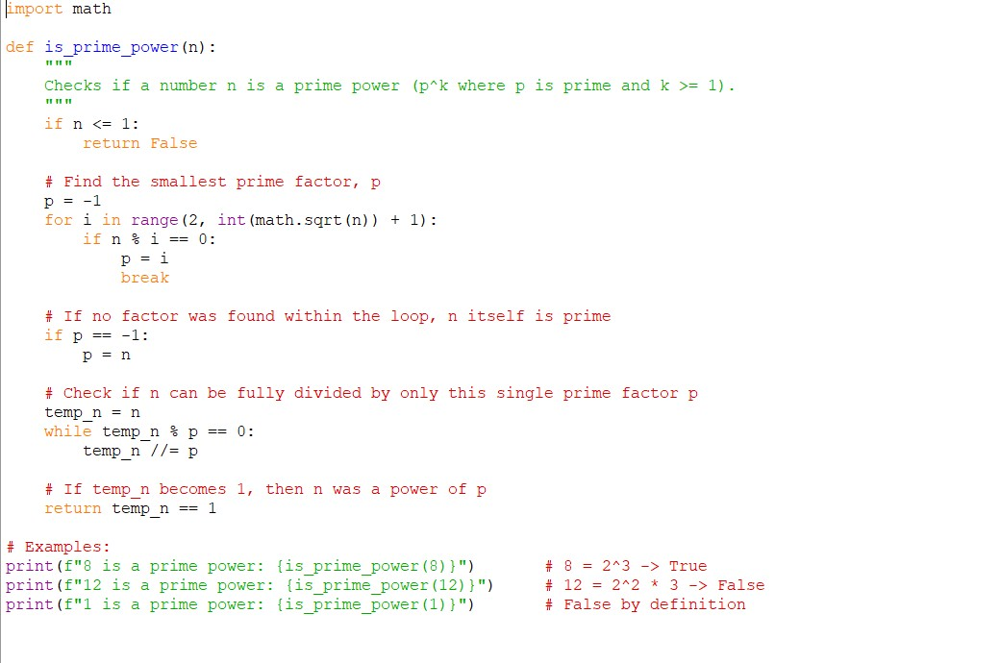 import math

def is_prime_power(n):
    """
    Checks if a number n is a prime power (p^k where p is prime and k >= 1).
    """
    if n <= 1:
        return False

    # Find the smallest prime factor, p
    p = -1
    for i in range(2, int(math.sqrt(n)) + 1):
        if n % i == 0:
            p = i
            break

    # If no factor was found within the loop, n itself is prime
    if p == -1:
        p = n

    # Check if n can be fully divided by only this single prime factor p
    temp_n = n
    while temp_n % p == 0:
        temp_n //= p

    # If temp_n becomes 1, then n was a power of p
    return temp_n == 1

# Examples:
print(f"8 is a prime power: {is_prime_power(8)}")       # 8 = 2^3 -> True
print(f"12 is a prime power: {is_prime_power(12)}")     # 12 = 2^2 * 3 -> False
print(f"1 is a prime power: {is_prime_power(1)}")       # False by definition